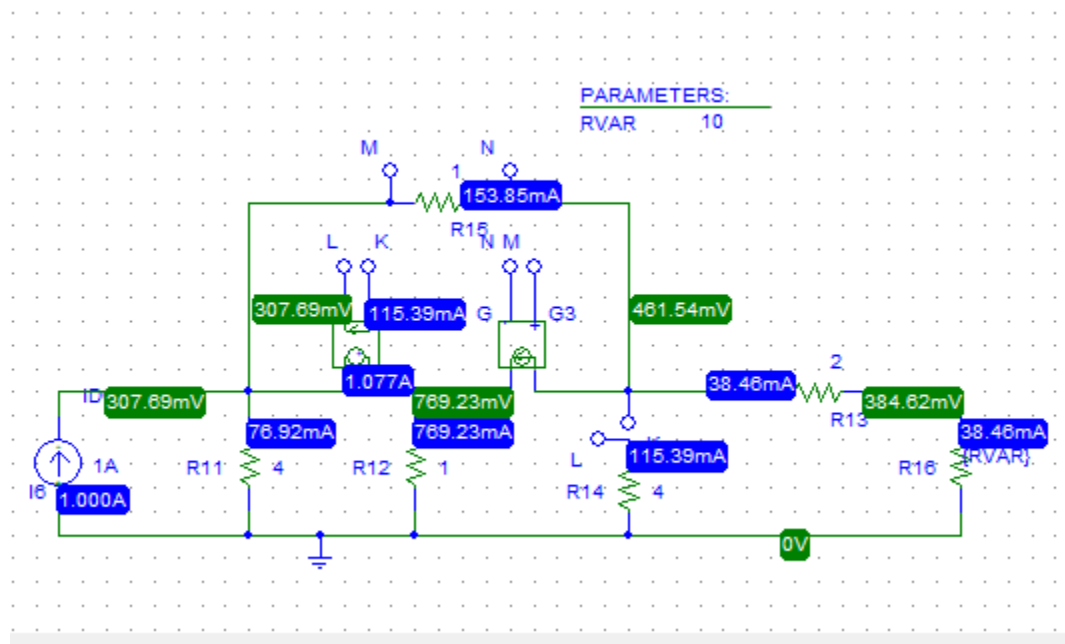 PARAMETERS:
RVAR 10
M N
1
153.85mA
R15
L K N M
307.69mV 115.39mA G G3 461.54mV
1.077A 38.46mA 2
ID 307.69mV 769.23mV R13 384.62mV
76.92mA 769.23mA 38.46mA
1A R11 4 R12 1 L 115.39mA R16 {RVAR}
I6 1.000A R14 4
0V